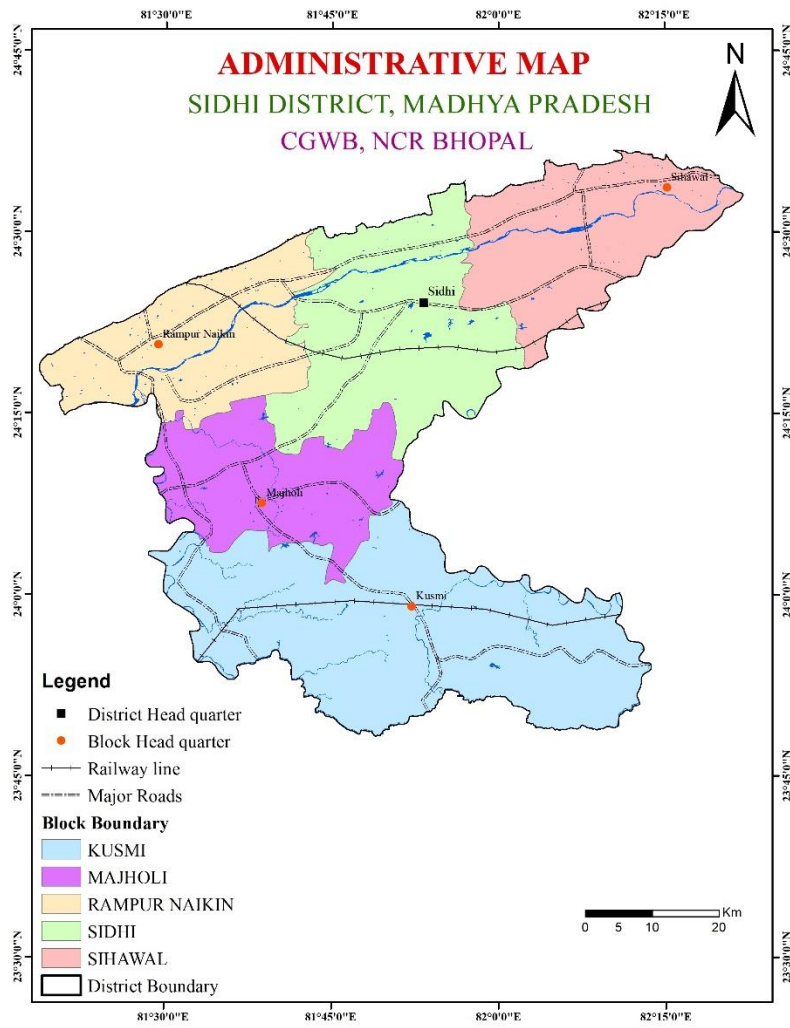 81°30'0"E 81°45'0"E 82°0'0"E 82°15'0"E
24°45'0"N 24°45'0"N
ADMINISTRATIVE MAP
SIDHI DISTRICT, MADHYA PRADESH
CGWB, NCR BHOPAL
N
Sihawal
24°30'0"N 24°30'0"N
Sidhi
Rampur Naikin
24°15'0"N 24°15'0"N
Majholi
24°0'0"N 24°0'0"N
Kusmi
Legend
District Head quarter
Block Head quarter
Railway line
Major Roads
23°45'0"N 23°45'0"N
Block Boundary
KUSMI
MAJHOLI
RAMPUR NAIKIN
SIDHI
SIHAWAL
District Boundary
Km
0 5 10 20
23°30'0"N 23°30'0"N
81°30'0"E 81°45'0"E 82°0'0"E 82°15'0"E